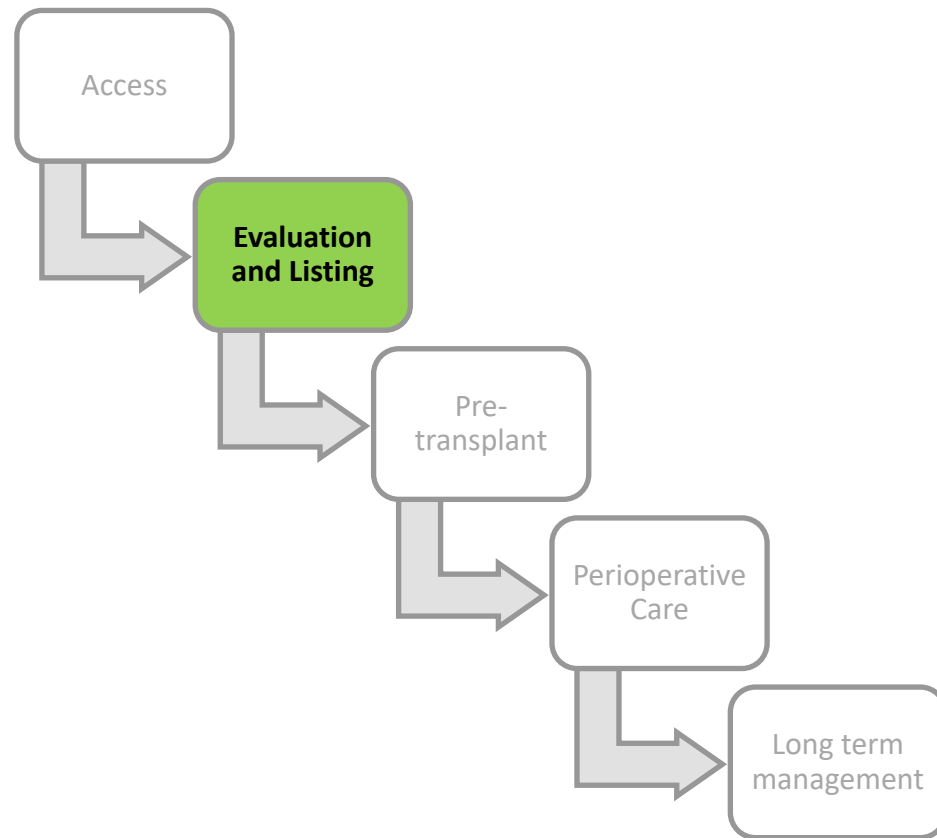 Access
Evaluation
and Listing
Pre-
transplant
Perioperative
Care
Long term
management